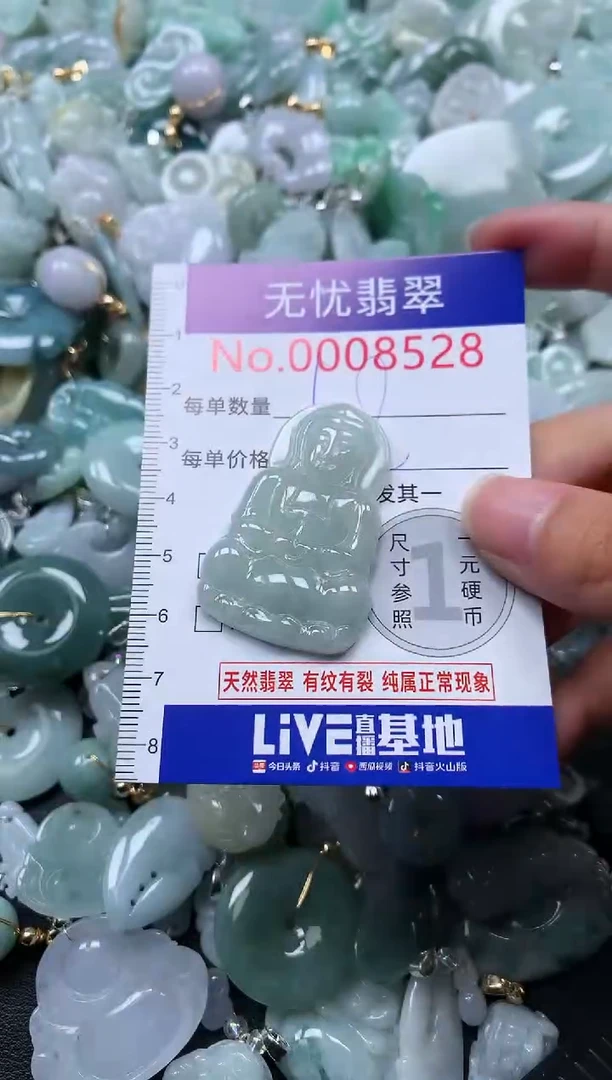 无忧翡翠
No.0008528
每单数量
每单价格
发其一
尺寸参照
1
一元硬币
0
1
2
3
4
5
6
7
8
天然翡翠 有纹有裂 纯属正常现象
LiVE直播基地
今日头条 抖音 西瓜视频 抖音火山版